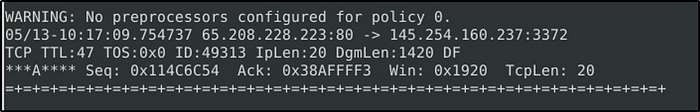 WARNING: No preprocessors configured for policy 0.
05/13-10:17:09.754737 65.208.228.223:80 -> 145.254.160.237:3372
TCP TTL:47 TOS:0x0 ID:49313 IpLen:20 DgmLen:1420 DF
***A**** Seq: 0x114C6C54  Ack: 0x38AFFFF3  Win: 0x1920  TcpLen: 20
=+=+=+=+=+=+=+=+=+=+=+=+=+=+=+=+=+=+=+=+=+=+=+=+=+=+=+=+=+=+=+=+=+=+=+=+=+